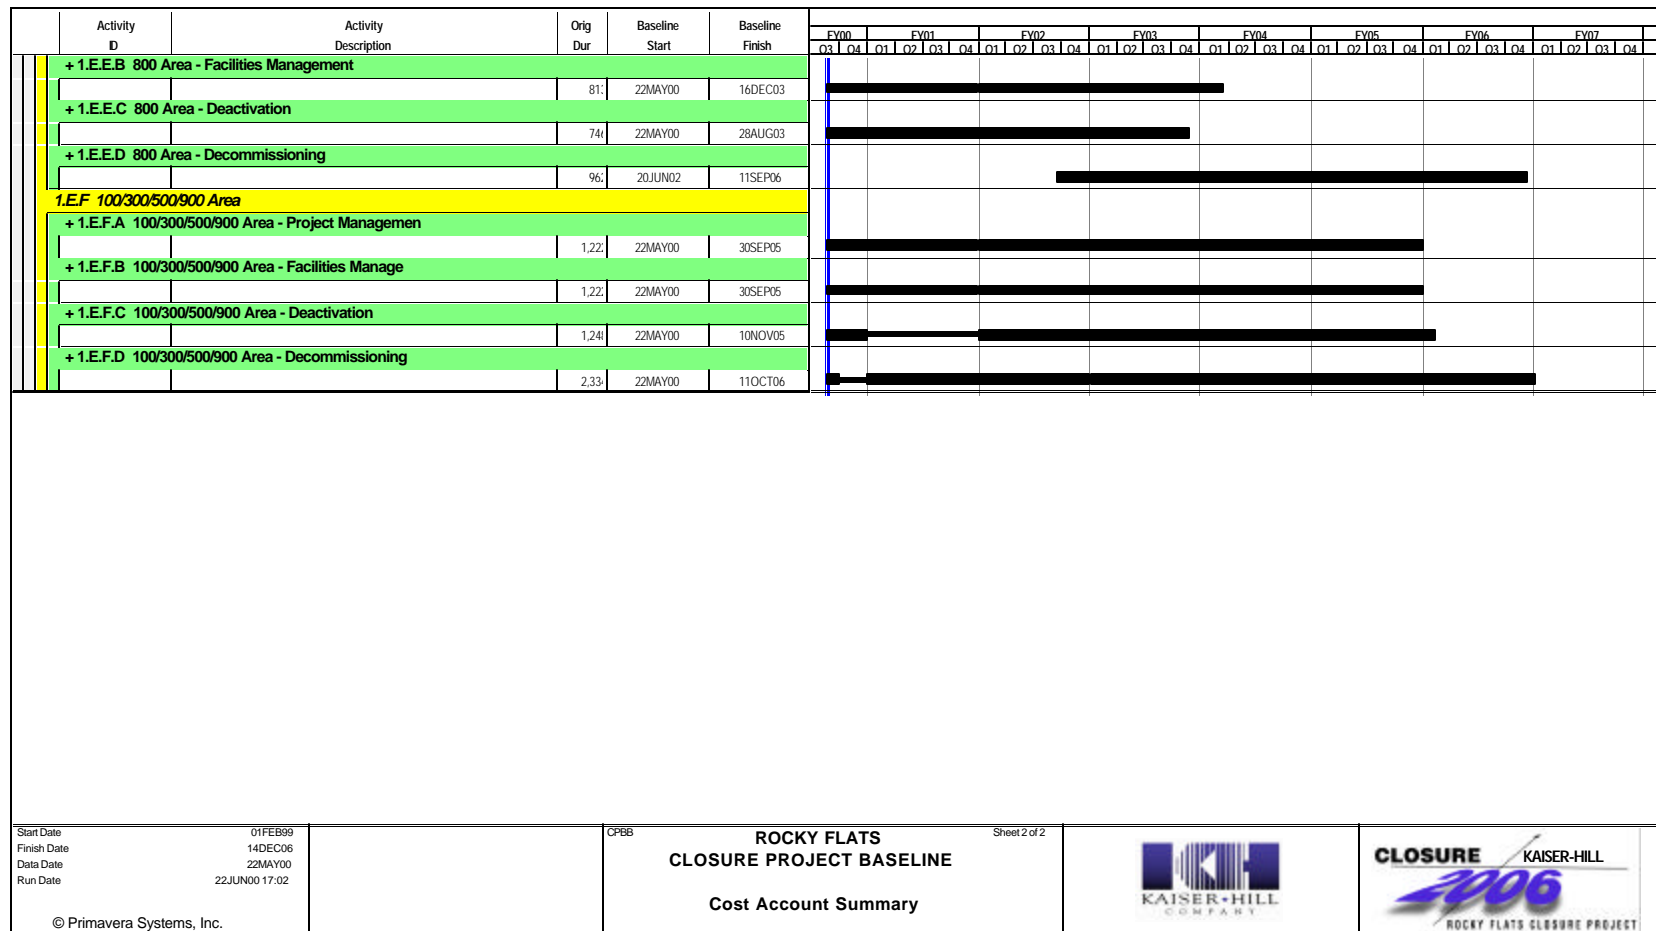 Activity Activity Orig Baseline Baseline
ID Description Dur Start Finish
FY00 FY01 FY02 FY03 FY04 FY05 FY06 FY07
Q3 Q4 Q1 Q2 Q3 Q4 Q1 Q2 Q3 Q4 Q1 Q2 Q3 Q4 Q1 Q2 Q3 Q4 Q1 Q2 Q3 Q4 Q1 Q2 Q3 Q4 Q1 Q2 Q3 Q4
+ 1.E.E.B 800 Area - Facilities Management
22MAY00 16DEC03
+ 1.E.E.C 800 Area - Deactivation
22MAY00 28AUG03
+ 1.E.E.D 800 Area - Decommissioning
20JUN02 11SEP06
1.E.F 100/300/500/900 Area
+ 1.E.F.A 100/300/500/900 Area - Project Managemen
22MAY00 30SEP05
+ 1.E.F.B 100/300/500/900 Area - Facilities Manage
22MAY00 30SEP05
+ 1.E.F.C 100/300/500/900 Area - Deactivation
22MAY00 10NOV05
+ 1.E.F.D 100/300/500/900 Area - Decommissioning
22MAY00 11OCT06
Start Date 01FEB99
Finish Date 14DEC06
Data Date 22MAY00
Run Date 22JUN00 17:02
© Primavera Systems, Inc.
CPBB
ROCKY FLATS
CLOSURE PROJECT BASELINE
Cost Account Summary
Sheet 2 of 2
KH
KAISER•HILL
COMPANY
CLOSURE KAISER-HILL
2006
ROCKY FLATS CLOSURE PROJECT